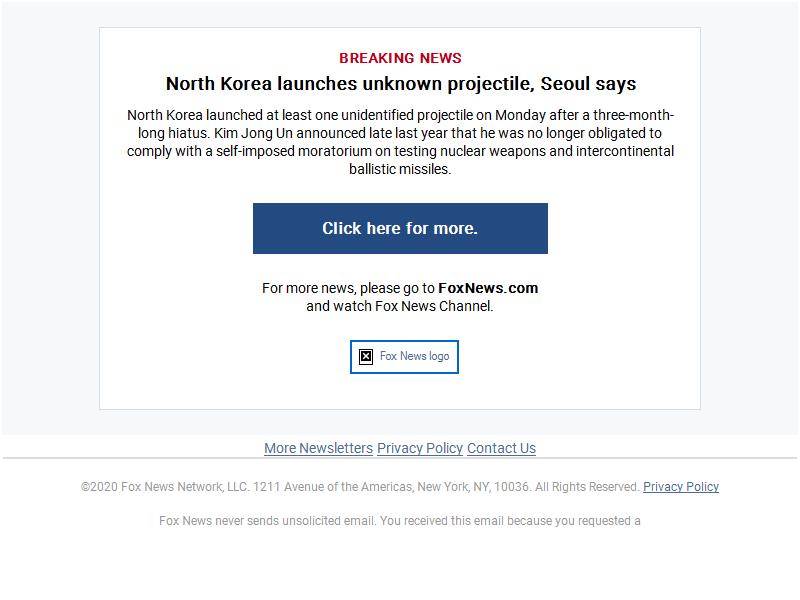 BREAKING NEWS
North Korea launches unknown projectile, Seoul says
North Korea launched at least one unidentified projectile on Monday after a three-month-
long hiatus. Kim Jong Un announced late last year that he was no longer obligated to
comply with a self-imposed moratorium on testing nuclear weapons and intercontinental
ballistic missiles.
Click here for more.
For more news, please go to FoxNews.com
and watch Fox News Channel.
Fox News logo
More Newsletters Privacy Policy Contact Us
©2020 Fox News Network, LLC. 1211 Avenue of the Americas, New York, NY, 10036. All Rights Reserved. Privacy Policy
Fox News never sends unsolicited email. You received this email because you requested a